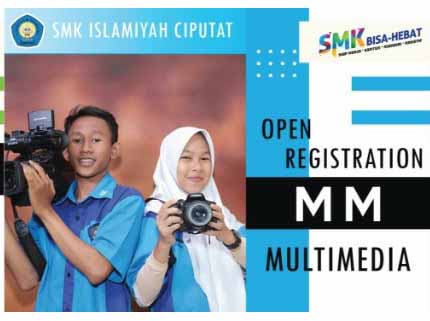 SMK ISLAMIYAH CIPUTAT
SMK BISA-HEBAT
OPEN
REGISTRATION
MM
MULTIMEDIA